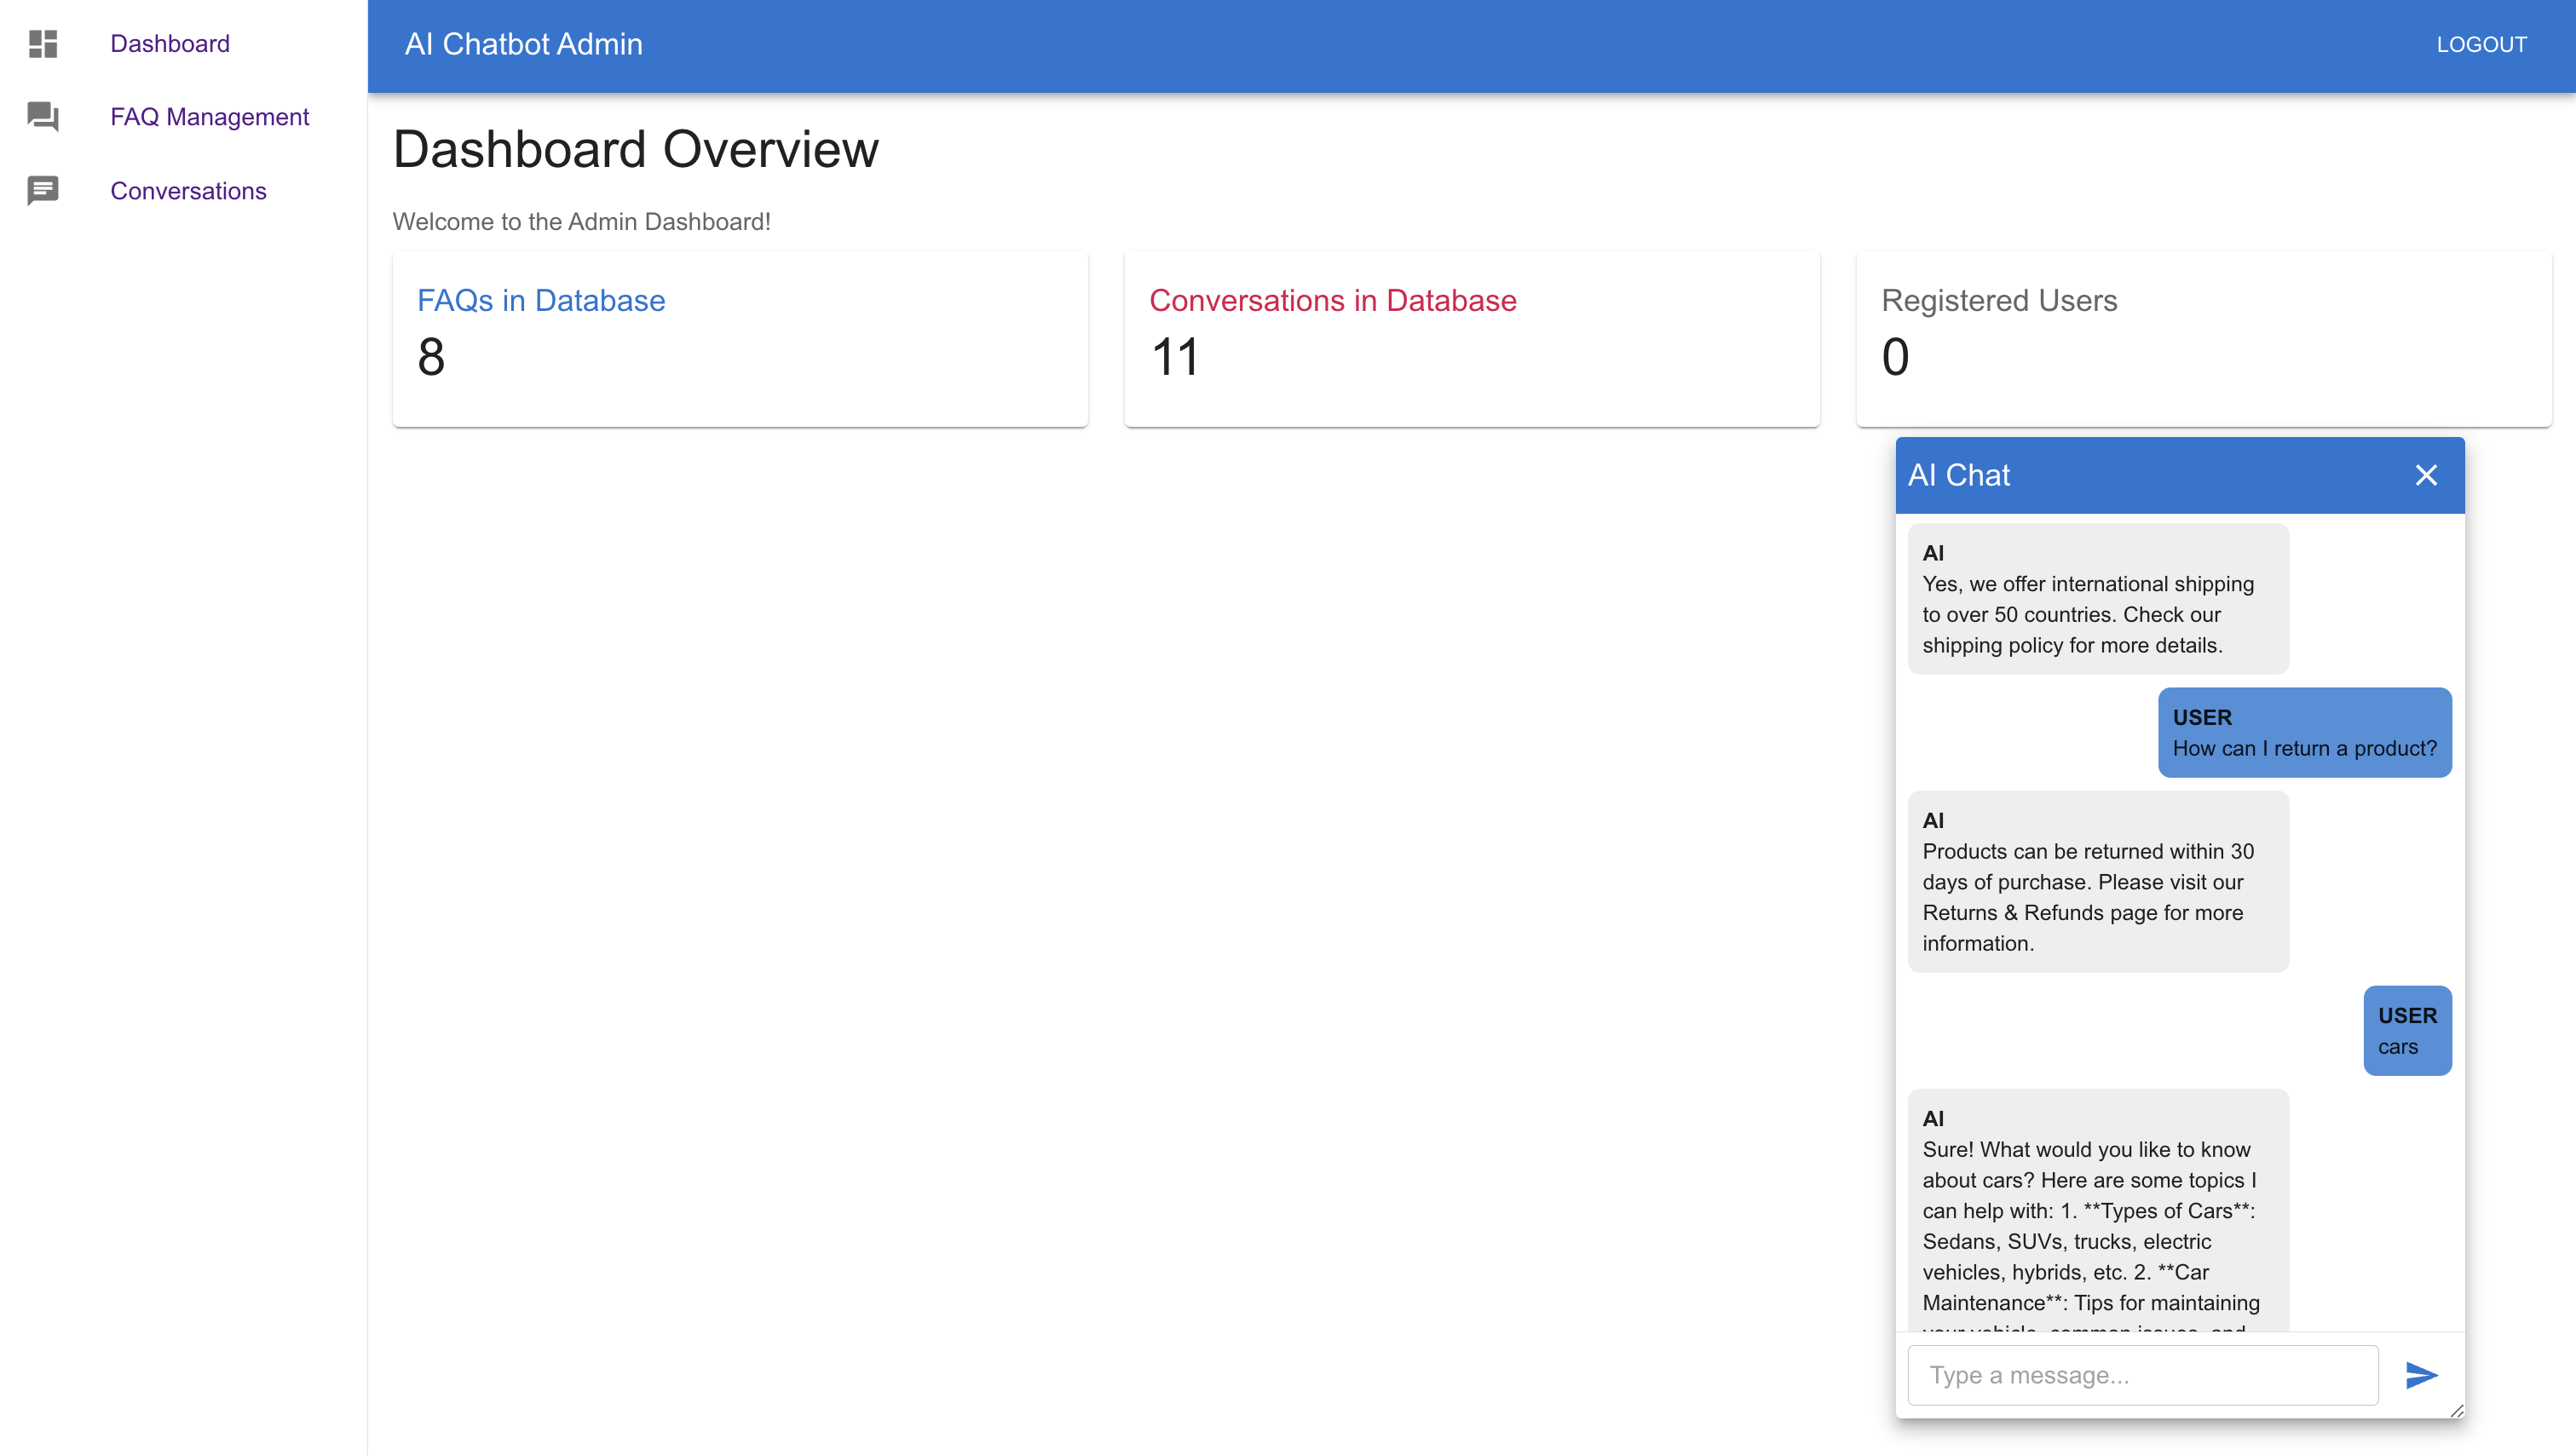 Dashboard
FAQ Management
Conversations
AI Chatbot Admin
LOGOUT
Dashboard Overview
Welcome to the Admin Dashboard!
FAQs in Database
8
Conversations in Database
11
Registered Users
0
AI Chat
AI
Yes, we offer international shipping
to over 50 countries. Check our
shipping policy for more details.
USER
How can I return a product?
AI
Products can be returned within 30
days of purchase. Please visit our
Returns & Refunds page for more
information.
USER
cars
AI
Sure! What would you like to know
about cars? Here are some topics I
can help with: 1. **Types of Cars**:
Sedans, SUVs, trucks, electric
vehicles, hybrids, etc. 2. **Car
Maintenance**: Tips for maintaining
your vehicle, common issues, and
Type a message...